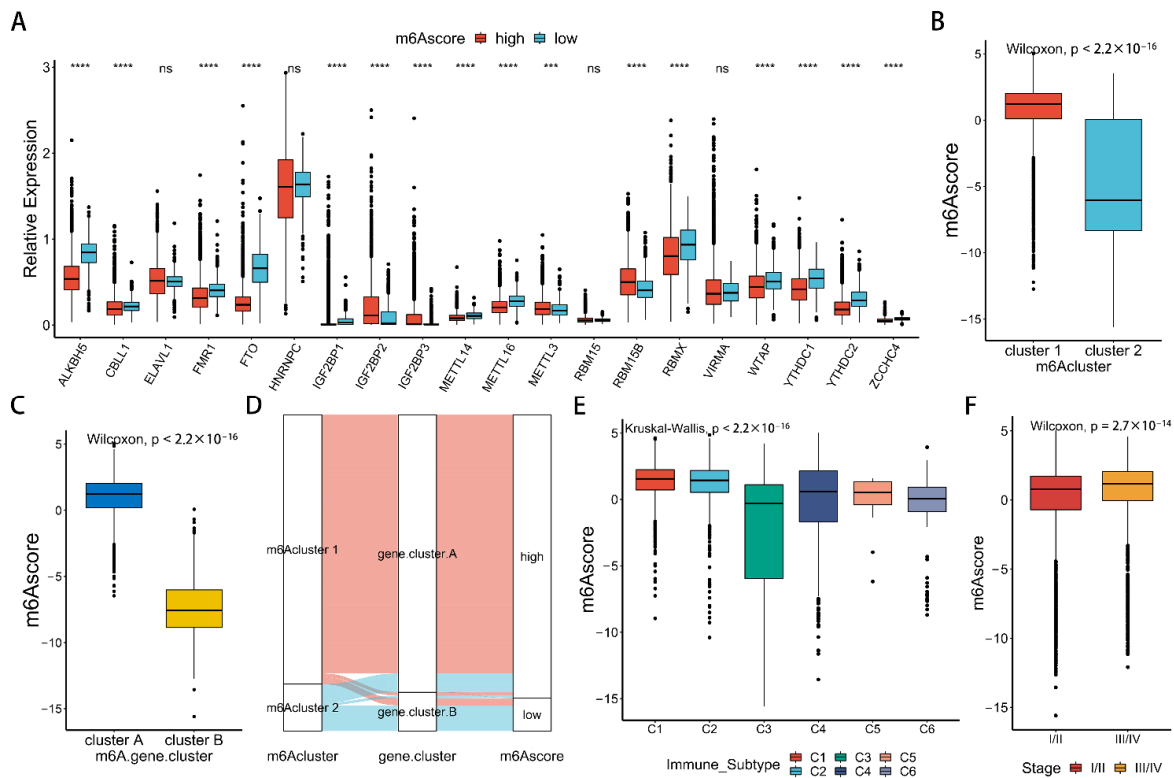 A
m6Ascore high low
**** **** ns **** **** ns **** **** **** **** **** *** ns **** **** ns **** **** **** ****
Relative Expression
3
2
1
0
ALKBH5 CBLL1 ELAVL1 FMR1 FTO HNRNPC IGF2BP1 IGF2BP2 IGF2BP3 METTL14 METTL16 METTL3 RBM15 RBM15B RBMX VIRMA WTAP YTHDC1 YTHDC2 ZCCHC4
B
Wilcoxon, p < 2.2×10−16
m6Ascore
5
0
−5
−10
−15
cluster 1 cluster 2
m6Acluster
C
Wilcoxon, p < 2.2×10−16
m6Ascore
5
0
−5
−10
−15
cluster A cluster B
m6A.gene.cluster
D
m6Acluster 1 gene.cluster.A high
m6Acluster 2 gene.cluster.B low
m6Acluster gene.cluster m6Ascore
E
Kruskal-Wallis, p < 2.2×10−16
m6Ascore
5
0
−5
−10
−15
C1 C2 C3 C4 C5 C6
Immune_Subtype C1 C3 C5
C2 C4 C6
F
Wilcoxon, p = 2.7×10−14
m6Ascore
5
0
−5
−10
−15
I/II III/IV
Stage I/II III/IV